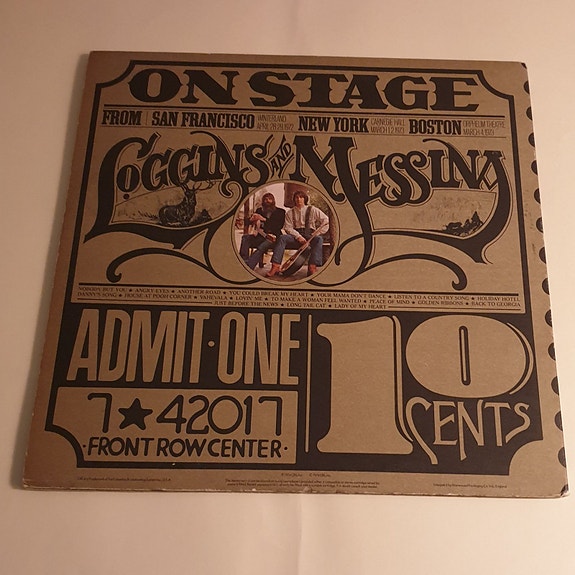 ON STAGE
FROM SAN FRANCISCO WINTERLAND, APRIL 28/29, 1972 NEW YORK CARNEGIE HALL, MARCH 1,2 1973 BOSTON ORPHEUM THEATRE, MARCH 4, 1973
LOGGINS AND MESSINA
NOBODY BUT YOU ★ ANGRY EYES ★ ANOTHER ROAD ★ YOU COULD BREAK MY HEART ★ YOUR MAMA DON'T DANCE ★ LISTEN TO A COUNTRY SONG ★ HOLIDAY HOTEL
DANNY'S SONG ★ HOUSE AT POOH CORNER ★ VAHEVALA ★ LOVIN' ME ★ TO MAKE A WOMAN FEEL WANTED ★ PEACE OF MIND ★ GOLDEN RIBBONS ★ BACK TO GEORGIA
JUST BEFORE THE NEWS ★ LONG TAIL CAT ★ LADY OF MY HEART
ADMIT·ONE
7★42017
·FRONT ROW CENTER·
10
CENTS